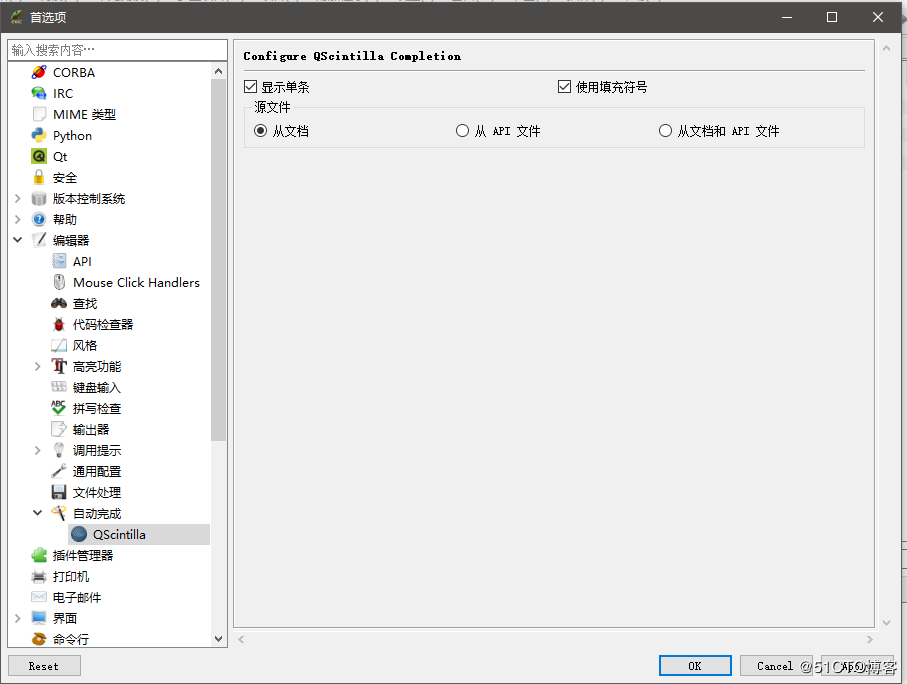 首选项
输入搜索内容…
CORBA
IRC
MIME 类型
Python
Qt
安全
版本控制系统
帮助
编辑器
API
Mouse Click Handlers
查找
代码检查器
风格
高亮功能
键盘输入
拼写检查
输出器
调用提示
通用配置
文件处理
自动完成
QScintilla
插件管理器
打印机
电子邮件
界面
命令行
Configure QScintilla Completion
显示单条 使用填充符号
源文件
从文档 从 API 文件 从文档和 API 文件
Reset OK Cancel Apply
@51CTO博客